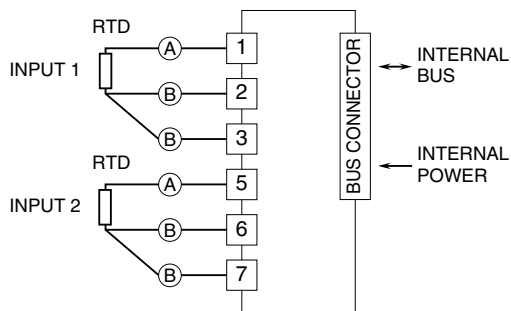 RTD
INPUT 1
A
1
B
2
B
3
RTD
INPUT 2
A
5
B
6
B
7
BUS CONNECTOR
INTERNAL
BUS
INTERNAL
POWER